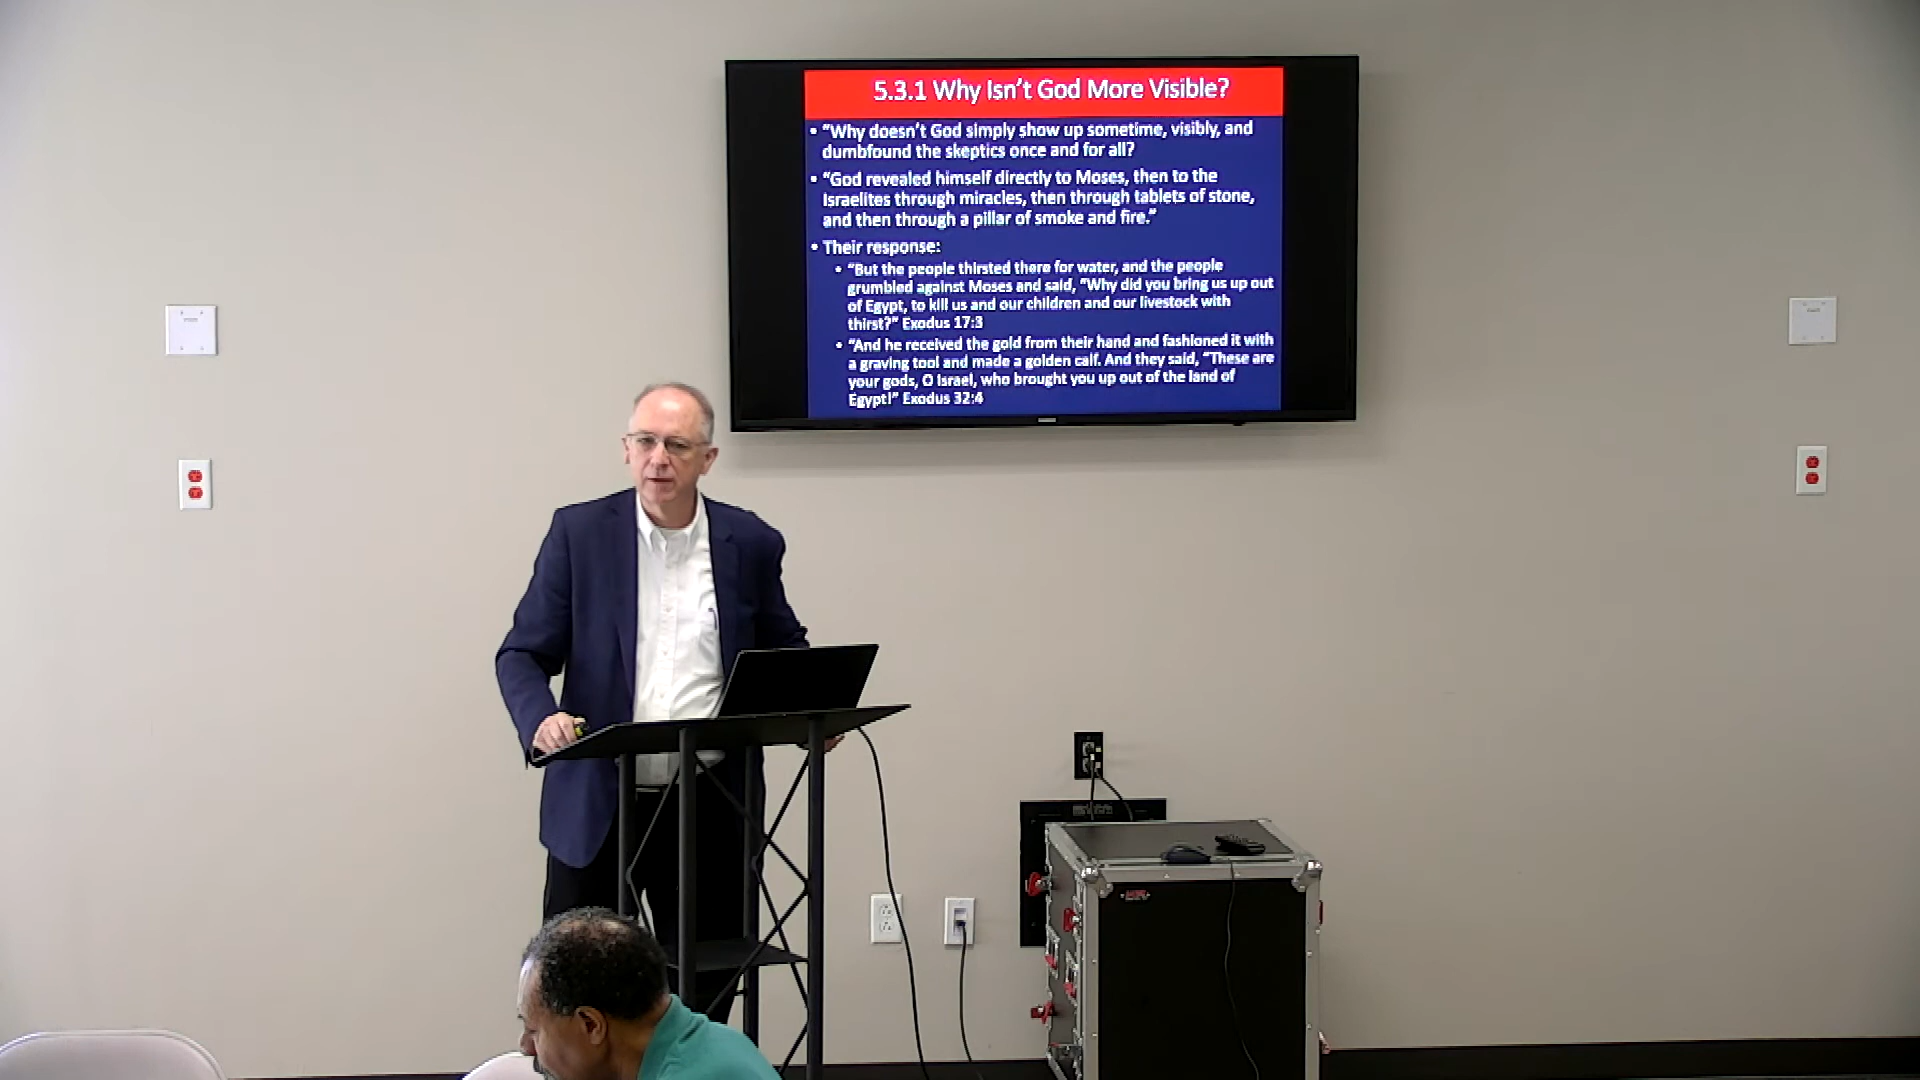 5.3.1 Why Isn't God More Visible?
• "Why doesn't God simply show up sometime, visibly, and
dumbfound the skeptics once and for all?
• "God revealed himself directly to Moses, then to the
Israelites through miracles, then through tablets of stone,
and then through a pillar of smoke and fire."
• Their response:
• "But the people thirsted there for water, and the people
grumbled against Moses and said, "Why did you bring us up out
of Egypt, to kill us and our children and our livestock with
thirst?" Exodus 17:3
• "And he received the gold from their hand and fashioned it with
a graving tool and made a golden calf. And they said, "These are
your gods, O Israel, who brought you up out of the land of
Egypt!" Exodus 32:4